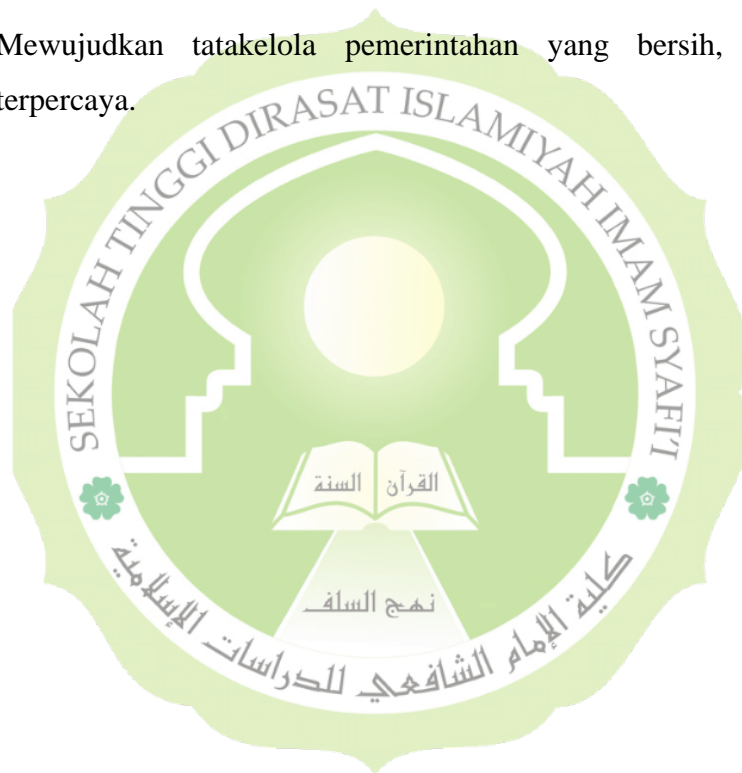 Mewujudkan tatakelola pemerintahan yang bersih,
terpercaya.
SEKOLAH TINGGI DIRASAT ISLAMIYAH IMAM SYAFI'I
القرآن السنة
نهج السلف
كلية الإمام الشافعي للدراسات الإسلامية